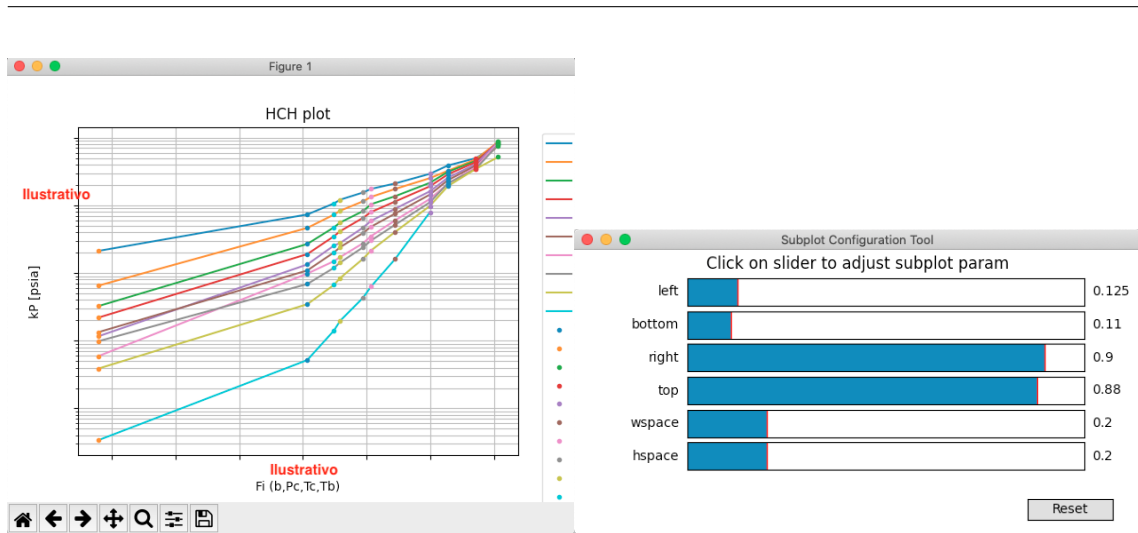 Figure 1
HCH plot
Ilustrativo
kP [psia]
Ilustrativo
Fi (b,Pc,Tc,Tb)
Subplot Configuration Tool
Click on slider to adjust subplot param
left 0.125
bottom 0.11
right 0.9
top 0.88
wspace 0.2
hspace 0.2
Reset